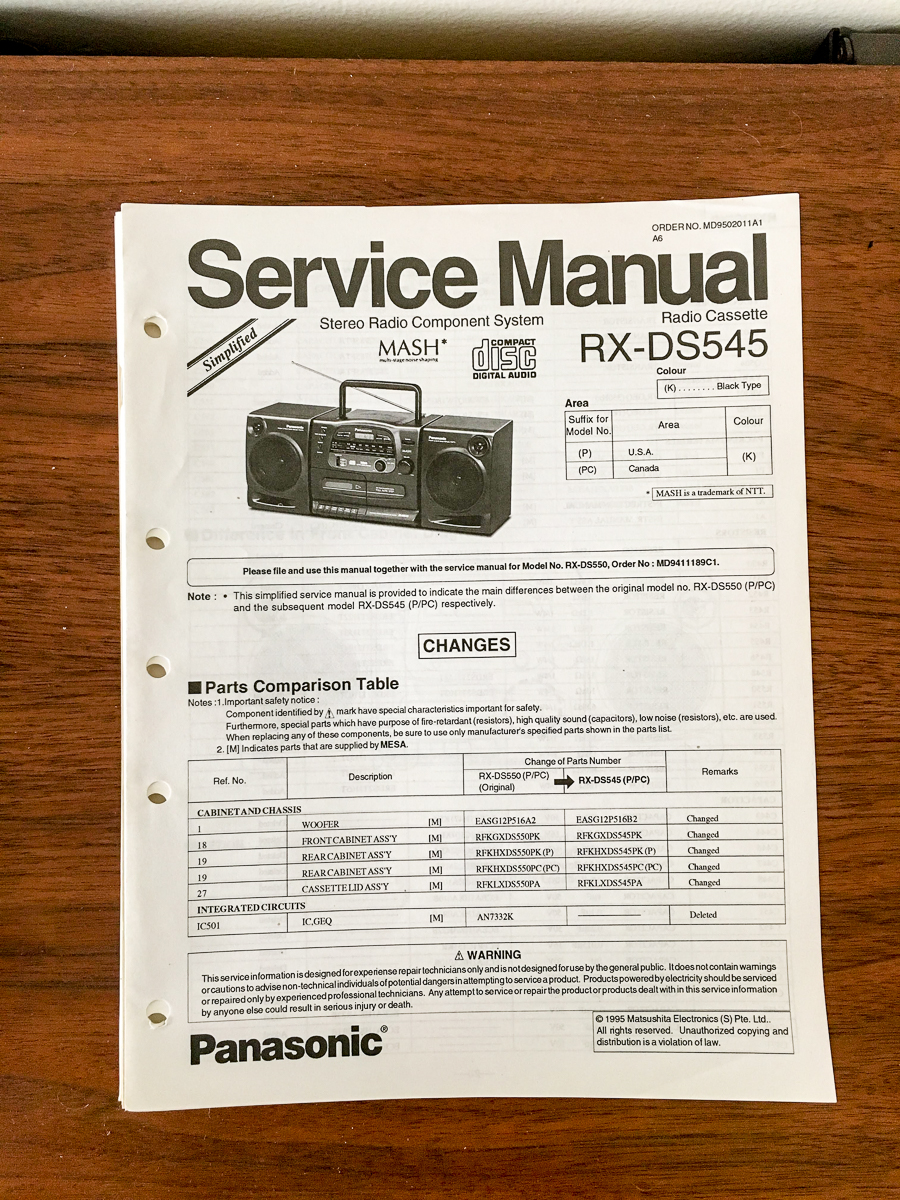 ORDER NO. MD9502011A1
A6
Service Manual
Stereo Radio Component System
Radio Cassette
Simplified
MASH*
multi-stage noise shaping
COMPACT
disc
DIGITAL AUDIO
RX-DS545
Colour
(K) . . . . . . . . Black Type
Area
Suffix for Model No. Area Colour
(P) U.S.A. (K)
(PC) Canada
* MASH is a trademark of NTT.
Panasonic
Panasonic
Panasonic
Please file and use this manual together with the service manual for Model No. RX-DS550, Order No : MD9411189C1.
Note : • This simplified service manual is provided to indicate the main differences between the original model no. RX-DS550 (P/PC)
and the subsequent model RX-DS545 (P/PC) respectively.
CHANGES
■ Parts Comparison Table
Notes :1.Important safety notice :
Component identified by ⚠ mark have special characteristics important for safety.
Furthermore, special parts which have purpose of fire-retardant (resistors), high quality sound (capacitors), low noise (resistors), etc. are used.
When replacing any of these components, be sure to use only manufacturer's specified parts shown in the parts list.
2. [M] Indicates parts that are supplied by MESA.
Ref. No. Description Change of Parts Number Remarks
RX-DS550 (P/PC) (Original) ➡ RX-DS545 (P/PC)
CABINET AND CHASSIS
1 WOOFER [M] EASG12P516A2 EASG12P516B2 Changed
18 FRONT CABINET ASS'Y [M] RFKGXDS550PK RFKGXDS545PK Changed
19 REAR CABINET ASS'Y [M] RFKHXDS550PK (P) RFKHXDS545PK (P) Changed
19 REAR CABINET ASS'Y [M] RFKHXDS550PC (PC) RFKHXDS545PC (PC) Changed
27 CASSETTE LID ASS'Y [M] RFKLXDS550PA RFKLXDS545PA Changed
INTEGRATED CIRCUITS
IC501 IC,GEQ [M] AN7332K ———— Deleted
⚠ WARNING
This service information is designed for experiense repair technicians only and is not designed for use by the general public. It does not contain warnings
or cautions to advise non-technical individuals of potential dangers in attempting to service a product. Products powered by electricity should be serviced
or repaired only by experienced professional technicians. Any attempt to service or repair the product or products dealt with in this service information
by anyone else could result in serious injury or death.
Panasonic®
© 1995 Matsushita Electronics (S) Pte. Ltd..
All rights reserved. Unauthorized copying and
distribution is a violation of law.